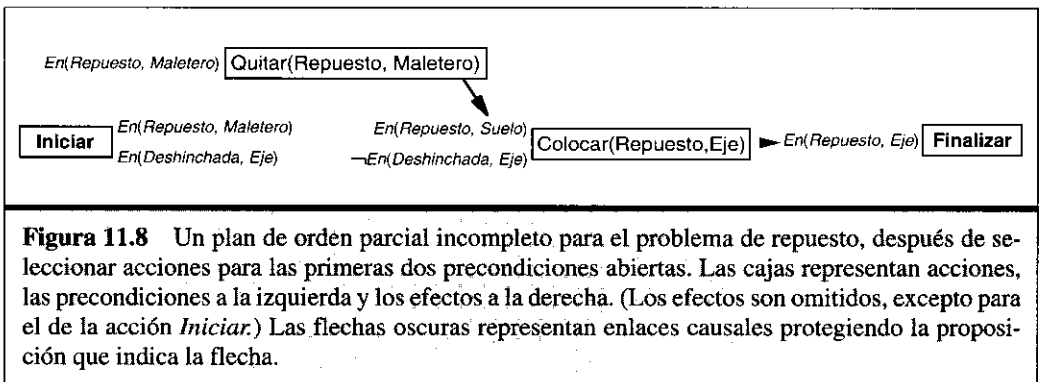 En(Repuesto, Maletero) Quitar(Repuesto, Maletero)
Iniciar En(Repuesto, Maletero) En(Repuesto, Suelo) Colocar(Repuesto,Eje) En(Repuesto, Eje) Finalizar
En(Deshinchada, Eje) ¬En(Deshinchada, Eje)
Figura 11.8 Un plan de orden parcial incompleto para el problema de repuesto, después de se-
leccionar acciones para las primeras dos precondiciones abiertas. Las cajas representan acciones,
las precondiciones a la izquierda y los efectos a la derecha. (Los efectos son omitidos, excepto para
el de la acción Iniciar.) Las flechas oscuras representan enlaces causales protegiendo la proposi-
ción que indica la flecha.